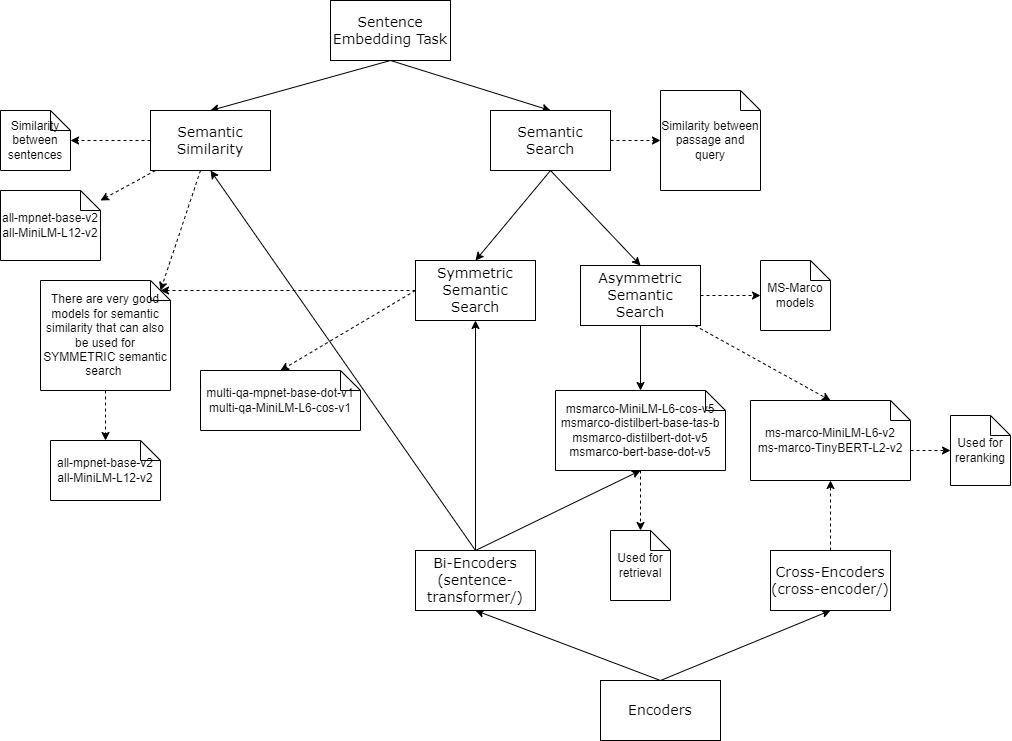 Sentence
Embedding Task
Similarity
between
sentences
Semantic
Similarity
Semantic
Search
Similarity between
passage and
query
all-mpnet-base-v2
all-MiniLM-L12-v2
There are very good
models for semantic
similarity that can also
be used for
SYMMETRIC semantic
search
Symmetric
Semantic
Search
Asymmetric
Semantic
Search
MS-Marco
models
multi-qa-mpnet-base-dot-v1
multi-qa-MiniLM-L6-cos-v1
msmarco-MiniLM-L6-cos-v5
msmarco-distilbert-base-tas-b
msmarco-distilbert-dot-v5
msmarco-bert-base-dot-v5
ms-marco-MiniLM-L6-v2
ms-marco-TinyBERT-L2-v2
Used for
reranking
all-mpnet-base-v2
all-MiniLM-L12-v2
Bi-Encoders
(sentence-
transformer/)
Used for
retrieval
Cross-Encoders
(cross-encoder/)
Encoders